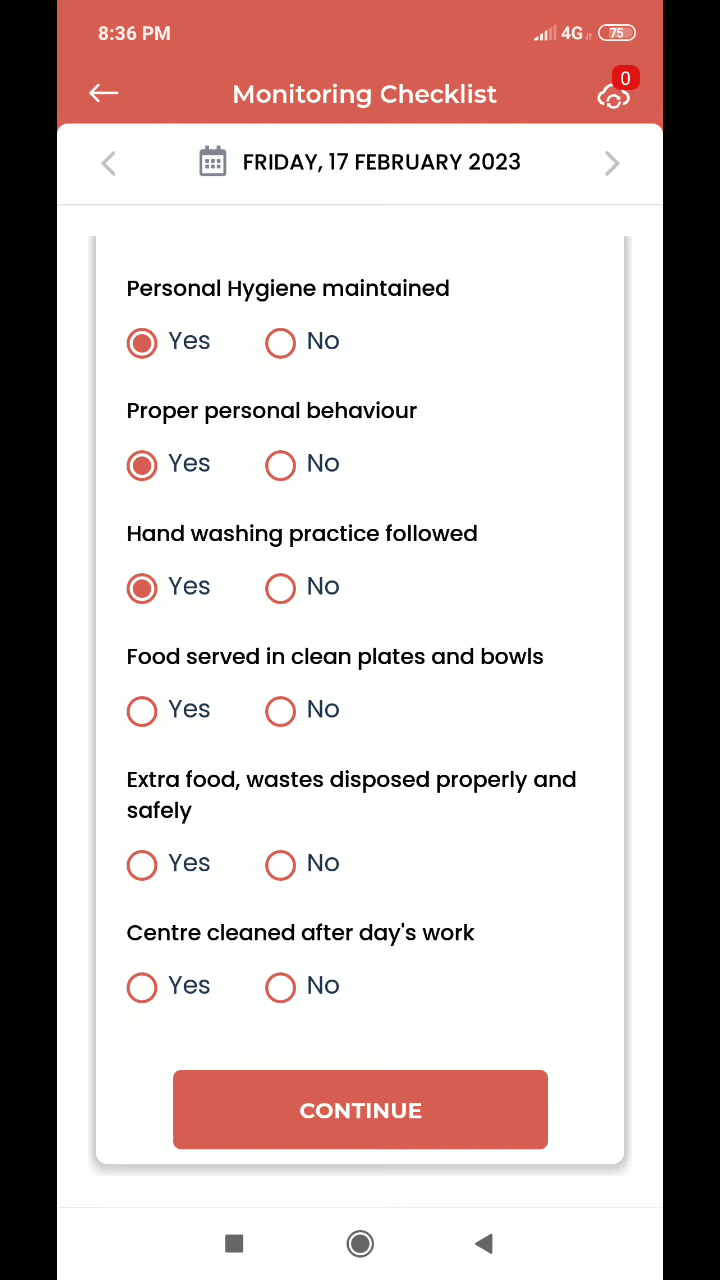 8:36 PM 4G 75
0
Monitoring Checklist
FRIDAY, 17 FEBRUARY 2023
Personal Hygiene maintained
Yes No
Proper personal behaviour
Yes No
Hand washing practice followed
Yes No
Food served in clean plates and bowls
Yes No
Extra food, wastes disposed properly and
safely
Yes No
Centre cleaned after day's work
Yes No
CONTINUE